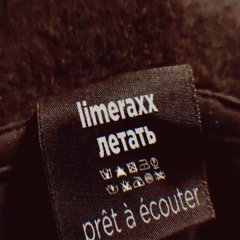 limeraxx
летать
prêt à écouter